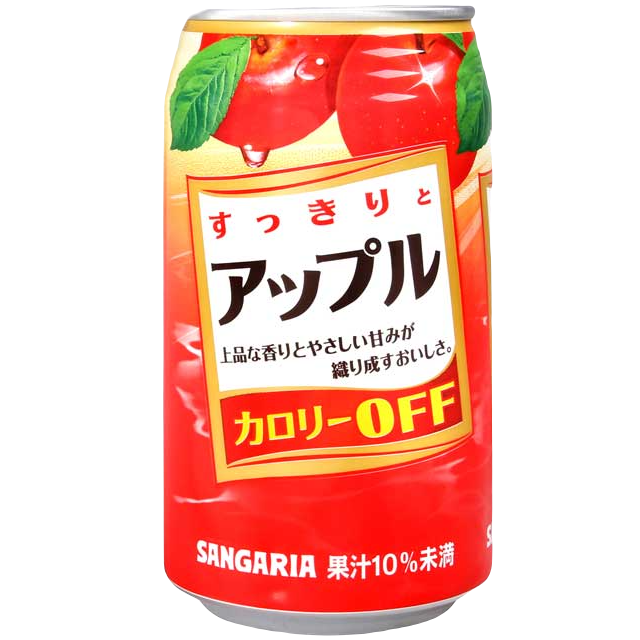 すっきりと
アップル
上品な香りとやさしい甘みが
織り成すおいしさ。
カロリーOFF
SANGARIA 果汁10%未満